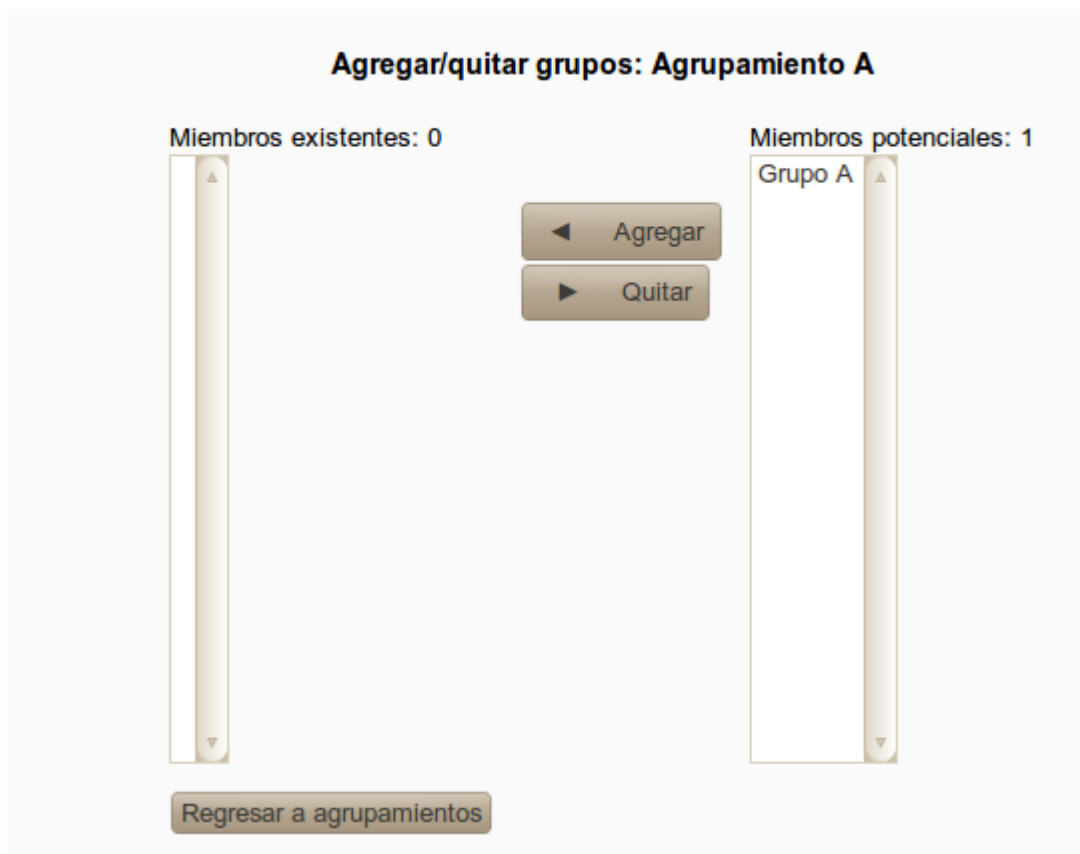 Agregar/quitar grupos: Agrupamiento A
Miembros existentes: 0
Miembros potenciales: 1
Grupo A
◄ Agregar
► Quitar
Regresar a agrupamientos